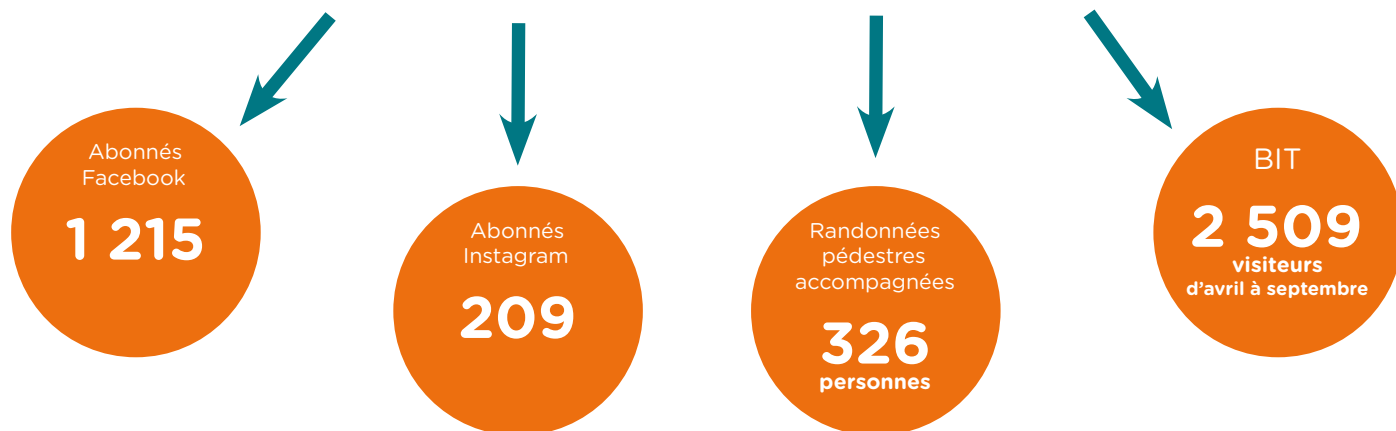 Abonnés
Facebook
1 215
Abonnés
Instagram
209
Randonnées
pédestres
accompagnées
326
personnes
BIT
2 509
visiteurs
d'avril à septembre